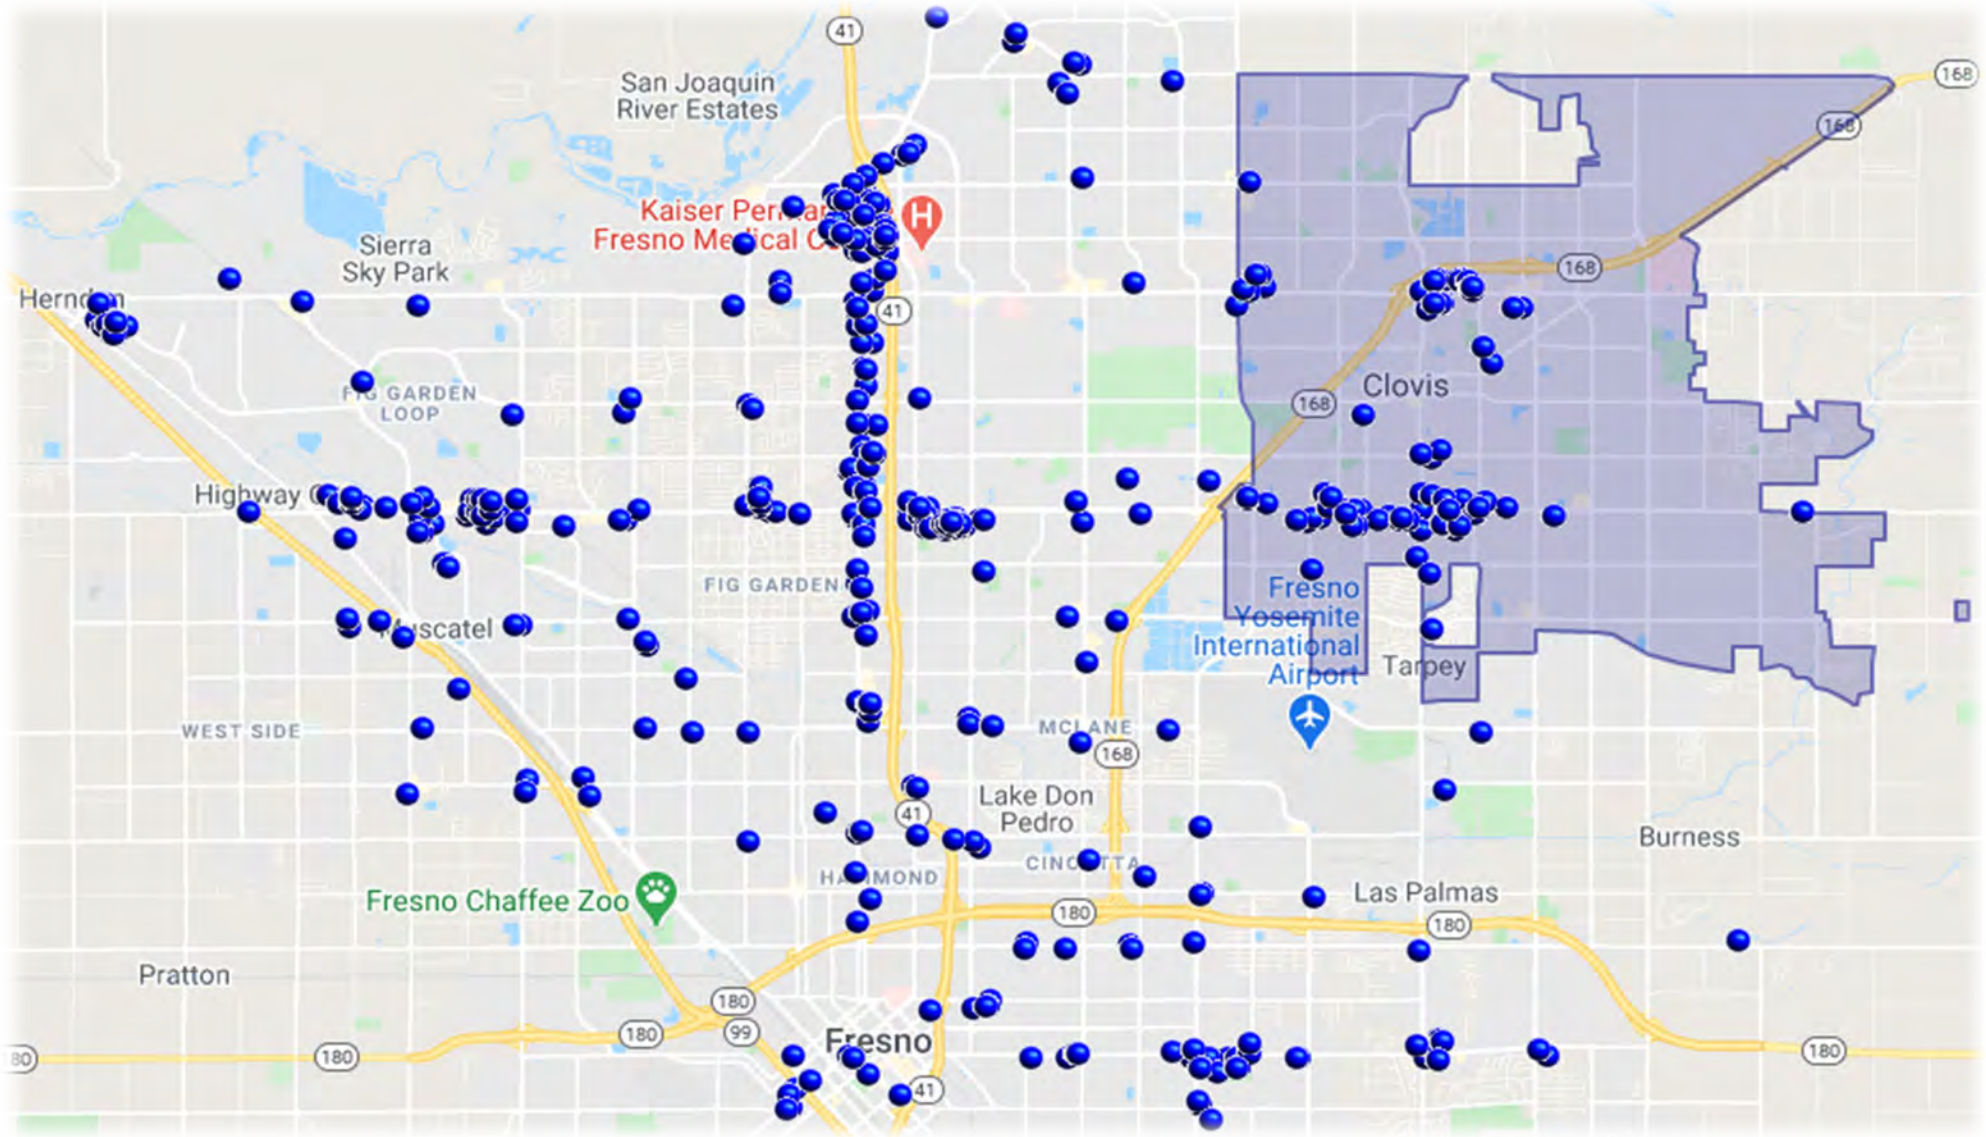 41
168
San Joaquin
River Estates
168
Kaiser
Fresno Medical
H
Sierra
Sky Park
168
Herndon
41
Clovis
FIG GARDEN
LOOP
168
Highway
FIG GARDEN
Fresno
Yosemite
International
Airport
Muscatel
Tarpey
WEST SIDE
MCLANE
168
Lake Don
Pedro
41
Burness
CINCOTTA
HAMMOND
Fresno Chaffee Zoo
Las Palmas
180
180
Pratton
180
180
99
Fresno
80
180
180
41